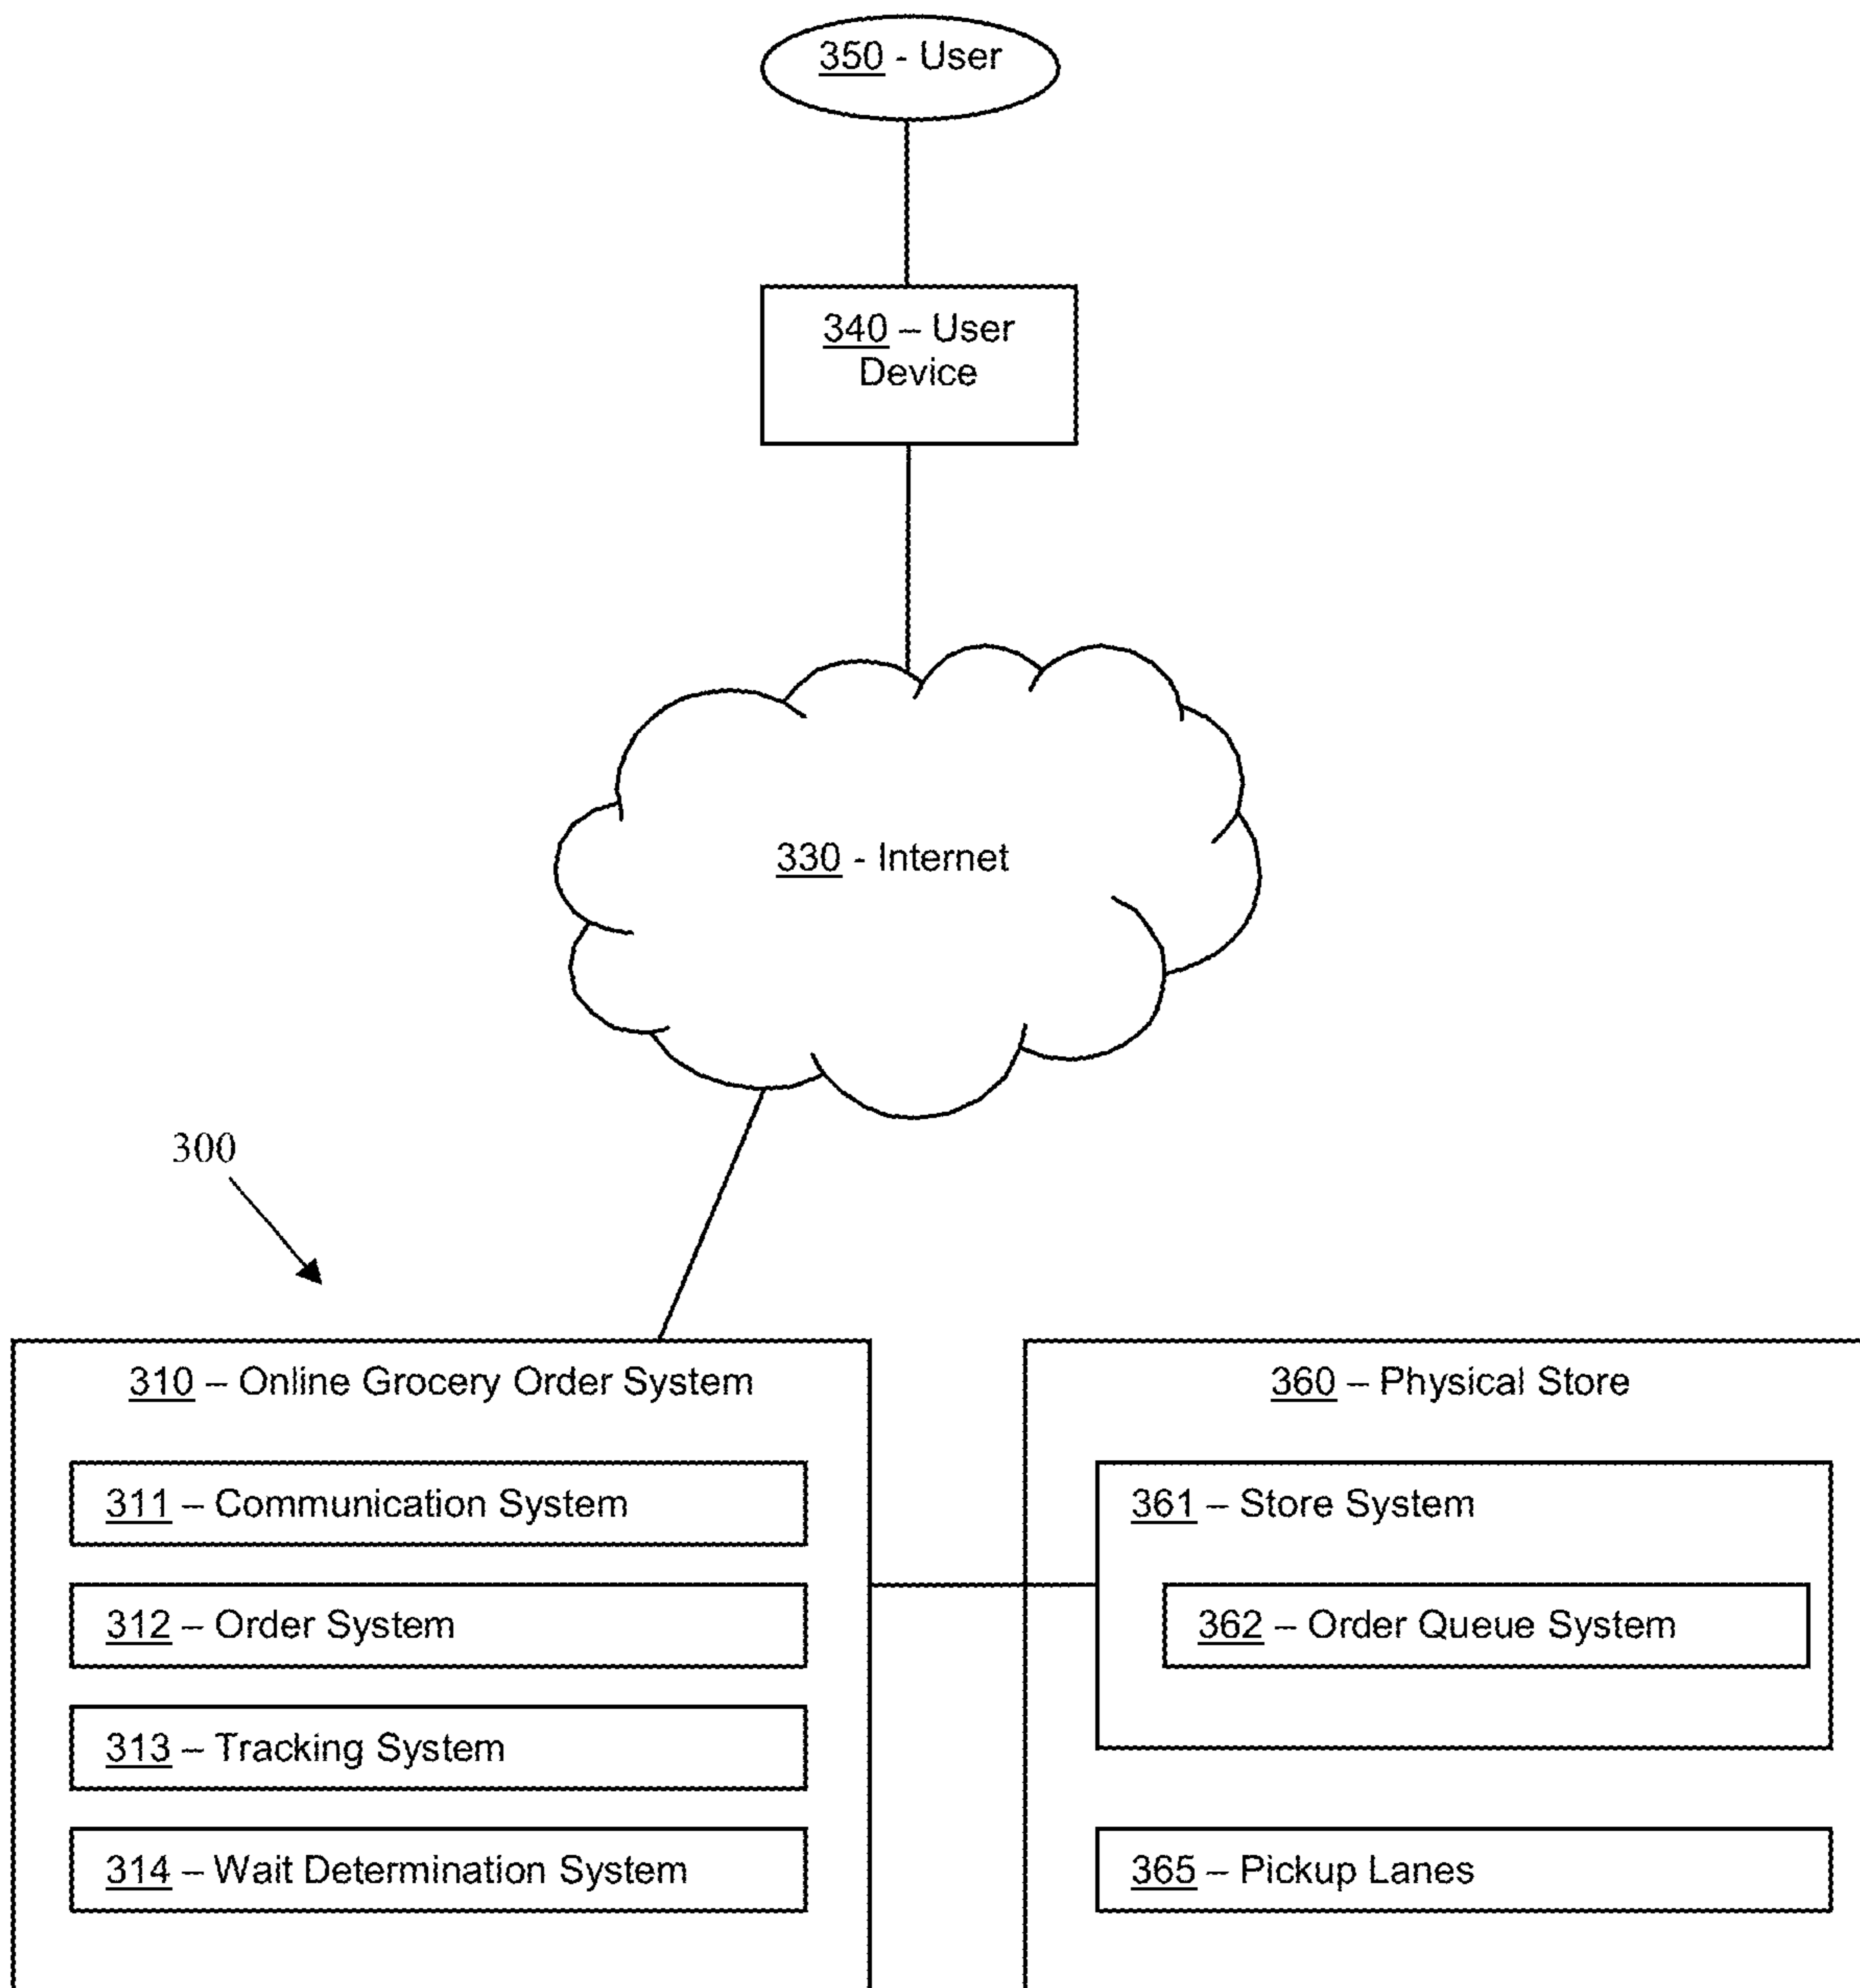 350 - User
340 – User
Device
330 - Internet
300
310 – Online Grocery Order System
311 – Communication System
312 – Order System
313 – Tracking System
314 – Wait Determination System
360 – Physical Store
361 – Store System
362 – Order Queue System
365 – Pickup Lanes